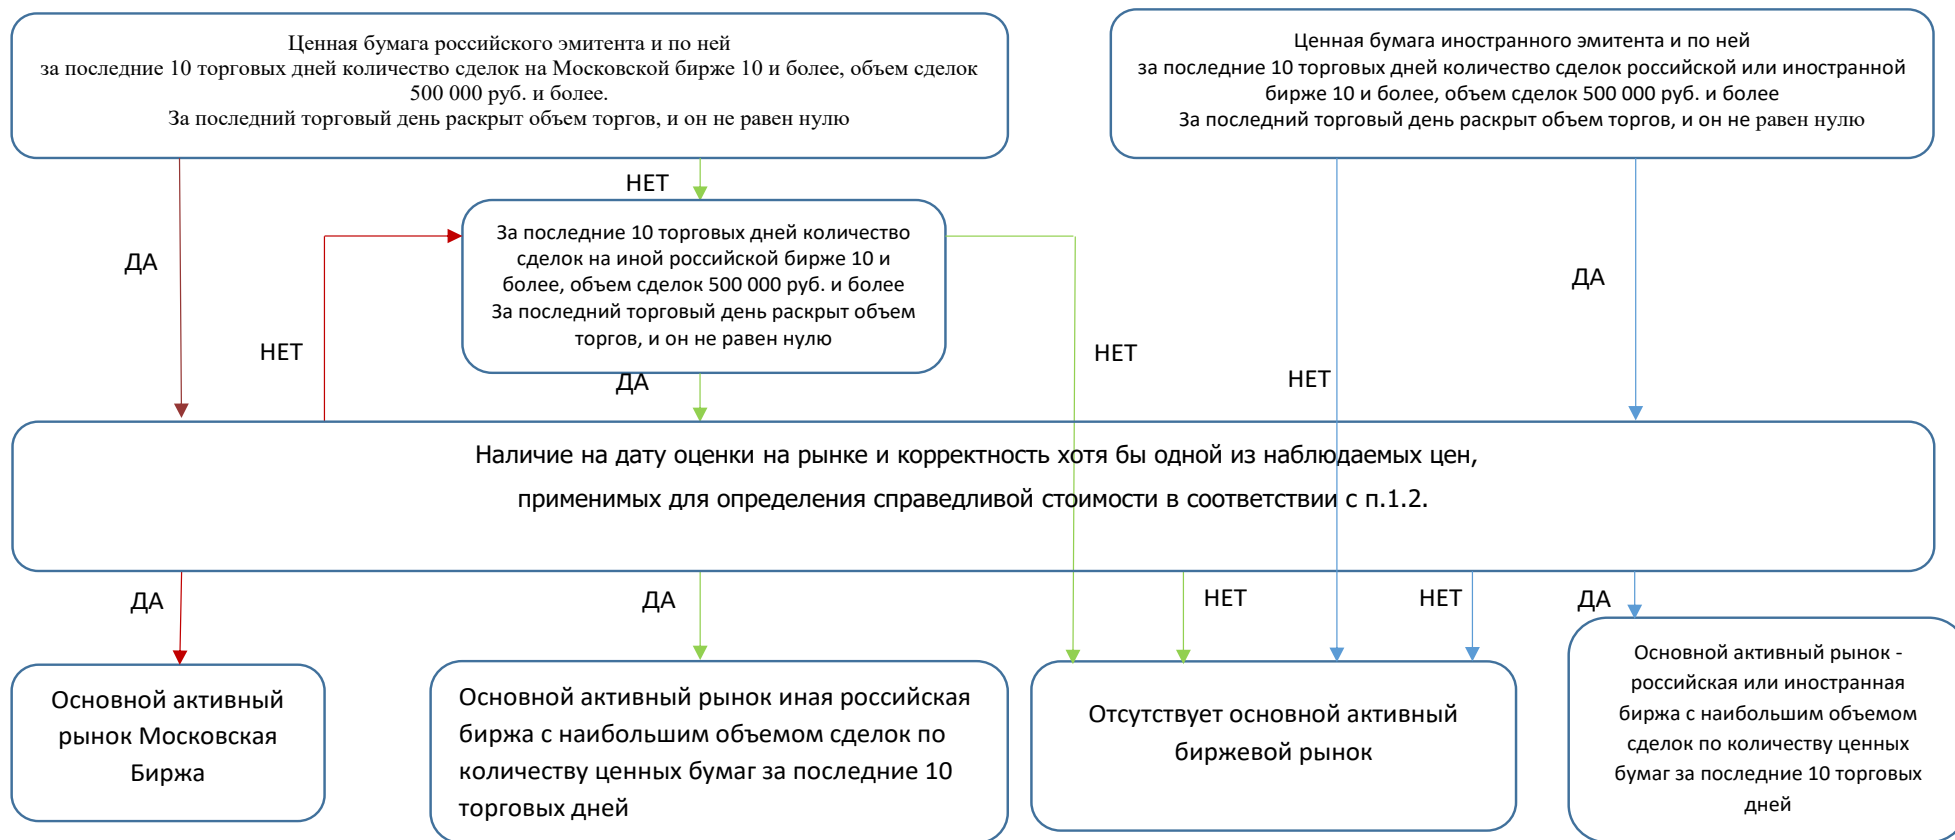 Ценная бумага российского эмитента и по ней
за последние 10 торговых дней количество сделок на Московской бирже 10 и более, объем сделок
500 000 руб. и более.
За последний торговый день раскрыт объем торгов, и он не равен нулю
Ценная бумага иностранного эмитента и по ней
за последние 10 торговых дней количество сделок российской или иностранной
бирже 10 и более, объем сделок 500 000 руб. и более
За последний торговый день раскрыт объем торгов, и он не равен нулю
НЕТ
За последние 10 торговых дней количество
сделок на иной российской бирже 10 и
более, объем сделок 500 000 руб. и более
За последний торговый день раскрыт объем
торгов, и он не равен нулю
ДА
ДА
НЕТ
НЕТ
НЕТ
ДА
Наличие на дату оценки на рынке и корректность хотя бы одной из наблюдаемых цен,
применимых для определения справедливой стоимости в соответствии с п.1.2.
ДА
ДА
НЕТ
НЕТ
ДА
Основной активный
рынок Московская
Биржа
Основной активный рынок иная российская
биржа с наибольшим объемом сделок по
количеству ценных бумаг за последние 10
торговых дней
Отсутствует основной активный
биржевой рынок
Основной активный рынок -
российская или иностранная
биржа с наибольшим объемом
сделок по количеству ценных
бумаг за последние 10 торговых
дней